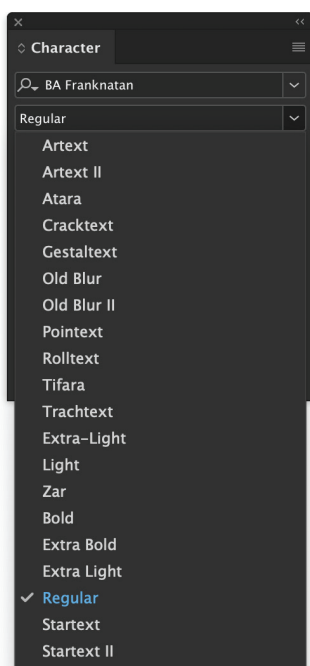 Character
BA Franknatan
Regular
Artext
Artext II
Atara
Cracktext
Gestaltext
Old Blur
Old Blur II
Pointext
Rolltext
Tifara
Trachtext
Extra-Light
Light
Zar
Bold
Extra Bold
Extra Light
Regular
Startext
Startext II